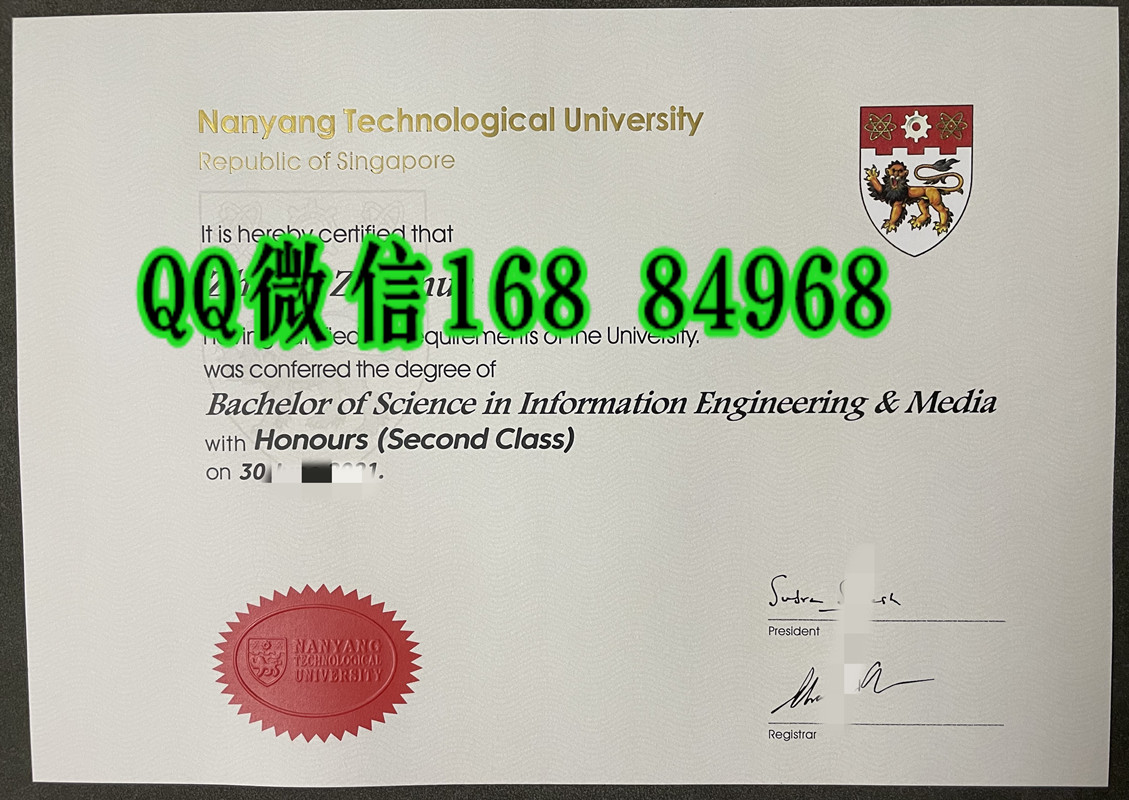 Nanyang Technological University
Republic of Singapore
It is hereby certified that
QQ微信168 84968
of the University.
was conferred the degree of
Bachelor of Science in Information Engineering & Media
with Honours (Second Class)
on 30
NANYANG
TECHNOLOGICAL
UNIVERSITY
President
Registrar